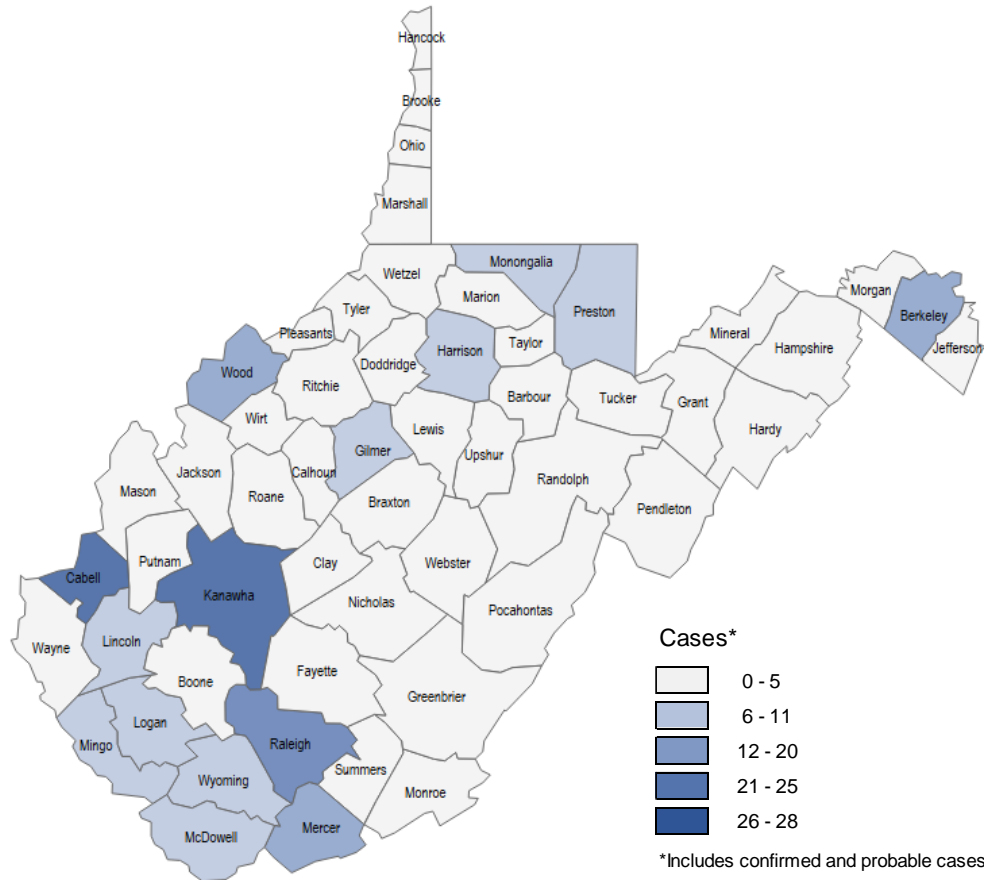 Hancock
Brooke
Ohio
Marshall
Wetzel
Monongalia
Marion
Preston
Tyler
Pleasants
Doddridge
Harrison
Taylor
Wood
Ritchie
Barbour
Tucker
Grant
Mineral
Hampshire
Morgan
Berkeley
Jefferson
Hardy
Wirt
Lewis
Gilmer
Upshur
Calhoun
Jackson
Roane
Mason
Braxton
Randolph
Pendleton
Putnam
Clay
Webster
Cabell
Kanawha
Nicholas
Pocahontas
Wayne
Lincoln
Boone
Fayette
Greenbrier
Logan
Mingo
Raleigh
Wyoming
Summers
Monroe
McDowell
Mercer
Cases*
0 - 5
6 - 11
12 - 20
21 - 25
26 - 28
*Includes confirmed and probable cases